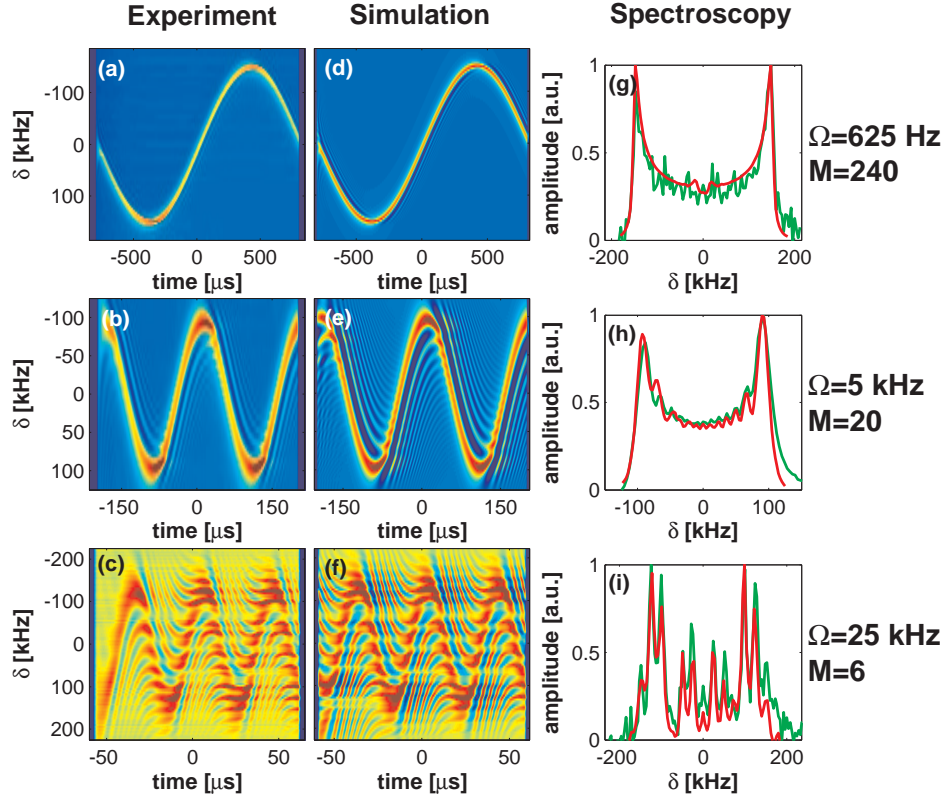 Experiment Simulation Spectroscopy
(a) (d) (g)
δ [kHz]
-100
0
100
-500 0 500
time [μs]
-500 0 500
time [μs]
amplitude [a.u.]
1
0.5
0
-200 0 200
δ [kHz]
Ω=625 Hz
M=240
(b) (e) (h)
δ [kHz]
-100
-50
0
50
100
-150 0 150
time [μs]
-150 0 150
time [μs]
amplitude [a.u.]
1
0.5
0
-100 0 100
δ [kHz]
Ω=5 kHz
M=20
(c) (f) (i)
δ [kHz]
-200
-100
0
100
200
-50 0 50
time [μs]
-50 0 50
time [μs]
amplitude [a.u.]
1
0.5
0
-200 0 200
δ [kHz]
Ω=25 kHz
M=6